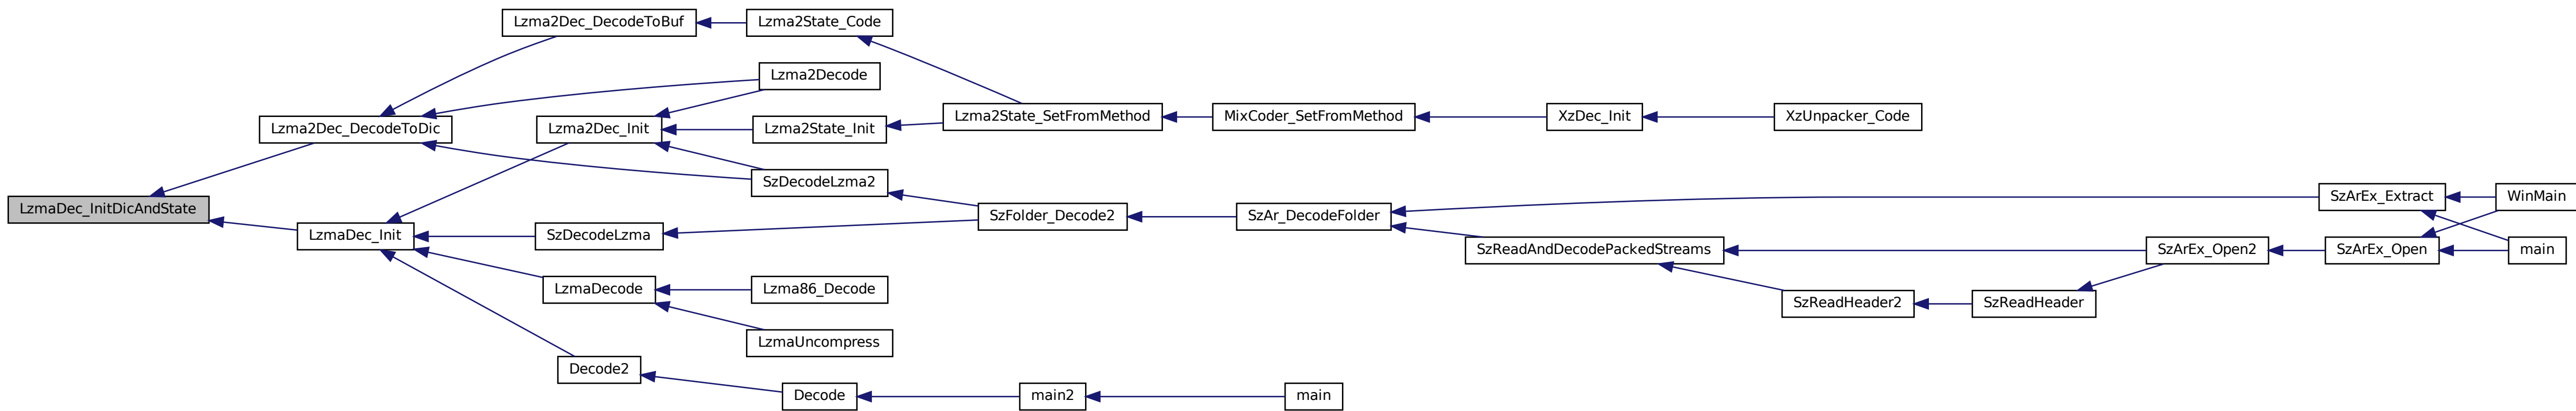 Lzma2Dec_DecodeToBuf
Lzma2State_Code
Lzma2Decode
Lzma2Dec_DecodeToDic
Lzma2Dec_Init
Lzma2State_Init
Lzma2State_SetFromMethod
MixCoder_SetFromMethod
XzDec_Init
XzUnpacker_Code
SzDecodeLzma2
LzmaDec_InitDicAndState
SzFolder_Decode2
SzAr_DecodeFolder
SzArEx_Extract
WinMain
LzmaDec_Init
SzDecodeLzma
SzReadAndDecodePackedStreams
SzArEx_Open2
SzArEx_Open
main
LzmaDecode
Lzma86_Decode
SzReadHeader2
SzReadHeader
LzmaUncompress
Decode2
Decode
main2
main